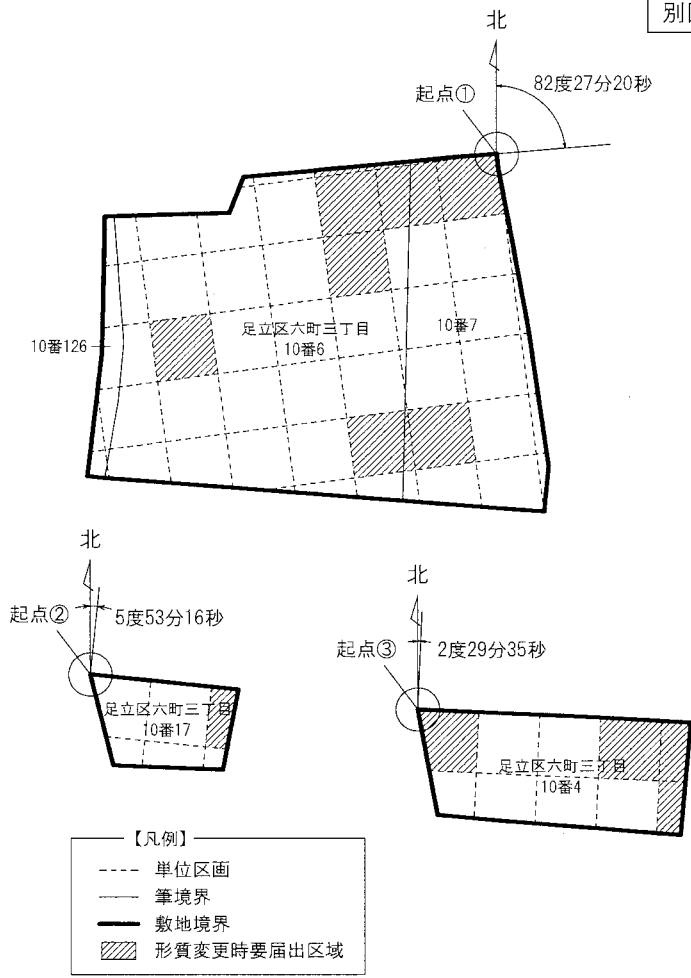 別
北
82度27分20秒
起点①
足立区六町三丁目
10番6
10番7
10番126
北
起点②
5度53分16秒
足立区六町三丁目
10番17
北
起点③
2度29分35秒
足立区六町三丁目
10番4
【凡例】
単位区画
筆境界
敷地境界
形質変更時要届出区域